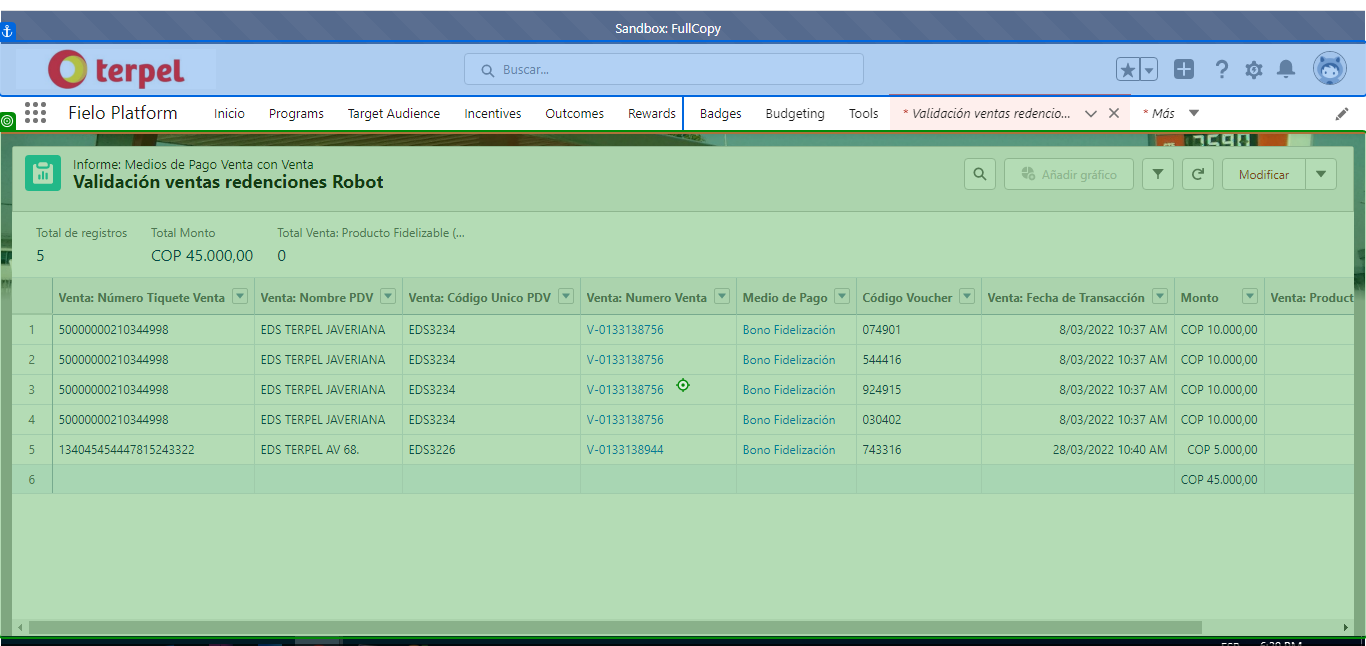 Sandbox: FullCopy
terpel
Buscar...
Fielo Platform Inicio Programs Target Audience Incentives Outcomes Rewards Badges Budgeting Tools * Validación ventas redencio... * Más
Informe: Medios de Pago Venta con Venta
Validación ventas redenciones Robot
Añadir gráfico Modificar
Total de registros Total Monto Total Venta: Producto Fidelizable (...
5 COP 45.000,00 0
Venta: Número Tiquete Venta Venta: Nombre PDV Venta: Código Unico PDV Venta: Numero Venta Medio de Pago Código Voucher Venta: Fecha de Transacción Monto Venta: Product
1 50000000210344998 EDS TERPEL JAVERIANA EDS3234 V-0133138756 Bono Fidelización 074901 8/03/2022 10:37 AM COP 10.000,00
2 50000000210344998 EDS TERPEL JAVERIANA EDS3234 V-0133138756 Bono Fidelización 544416 8/03/2022 10:37 AM COP 10.000,00
3 50000000210344998 EDS TERPEL JAVERIANA EDS3234 V-0133138756 Bono Fidelización 924915 8/03/2022 10:37 AM COP 10.000,00
4 50000000210344998 EDS TERPEL JAVERIANA EDS3234 V-0133138756 Bono Fidelización 030402 8/03/2022 10:37 AM COP 10.000,00
5 134045454447815243322 EDS TERPEL AV 68. EDS3226 V-0133138944 Bono Fidelización 743316 28/03/2022 10:40 AM COP 5.000,00
6 COP 45.000,00